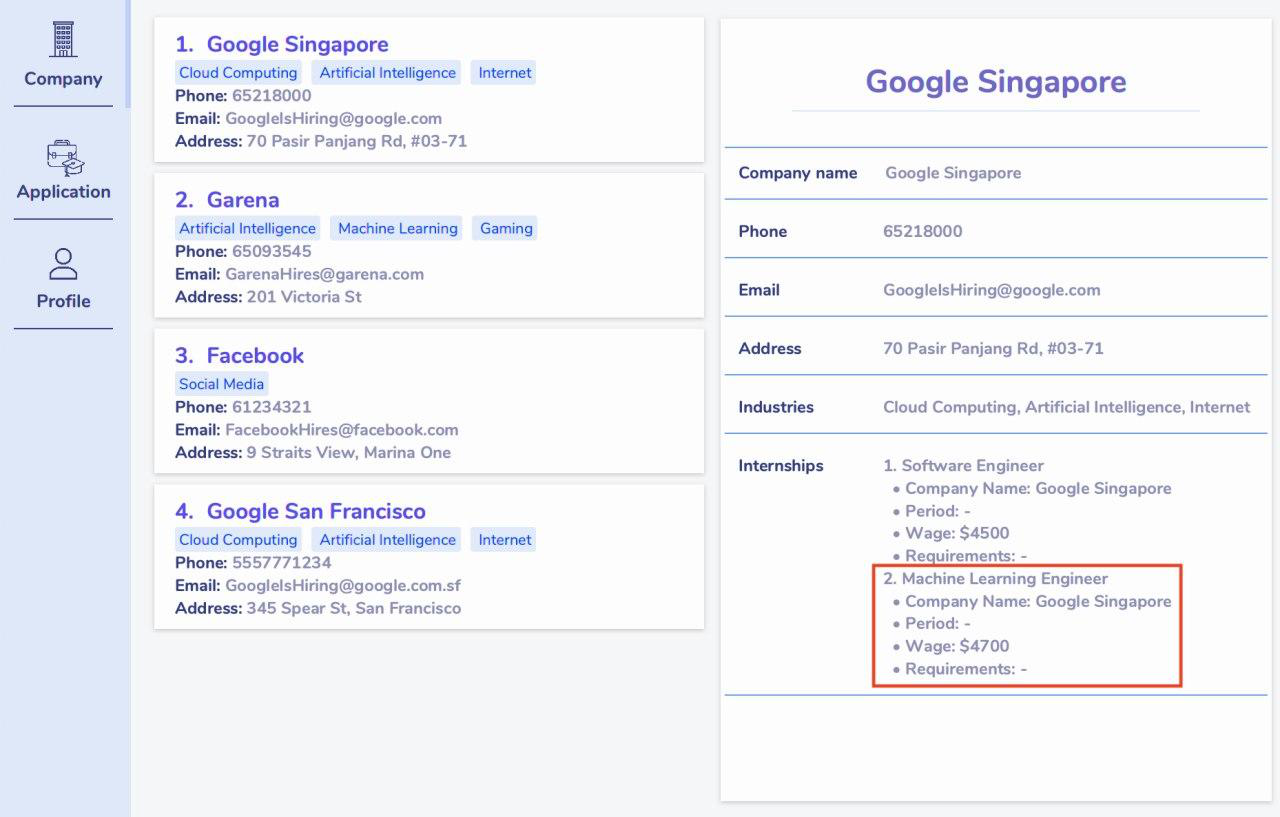 Company
Application
Profile
1. Google Singapore
Cloud Computing Artificial Intelligence Internet
Phone: 65218000
Email: GoogleIsHiring@google.com
Address: 70 Pasir Panjang Rd, #03-71
2. Garena
Artificial Intelligence Machine Learning Gaming
Phone: 65093545
Email: GarenaHires@garena.com
Address: 201 Victoria St
3. Facebook
Social Media
Phone: 61234321
Email: FacebookHires@facebook.com
Address: 9 Straits View, Marina One
4. Google San Francisco
Cloud Computing Artificial Intelligence Internet
Phone: 5557771234
Email: GoogleIsHiring@google.com.sf
Address: 345 Spear St, San Francisco
Google Singapore
Company name Google Singapore
Phone 65218000
Email GoogleIsHiring@google.com
Address 70 Pasir Panjang Rd, #03-71
Industries Cloud Computing, Artificial Intelligence, Internet
Internships 1. Software Engineer
• Company Name: Google Singapore
• Period: -
• Wage: $4500
• Requirements: -
2. Machine Learning Engineer
• Company Name: Google Singapore
• Period: -
• Wage: $4700
• Requirements: -